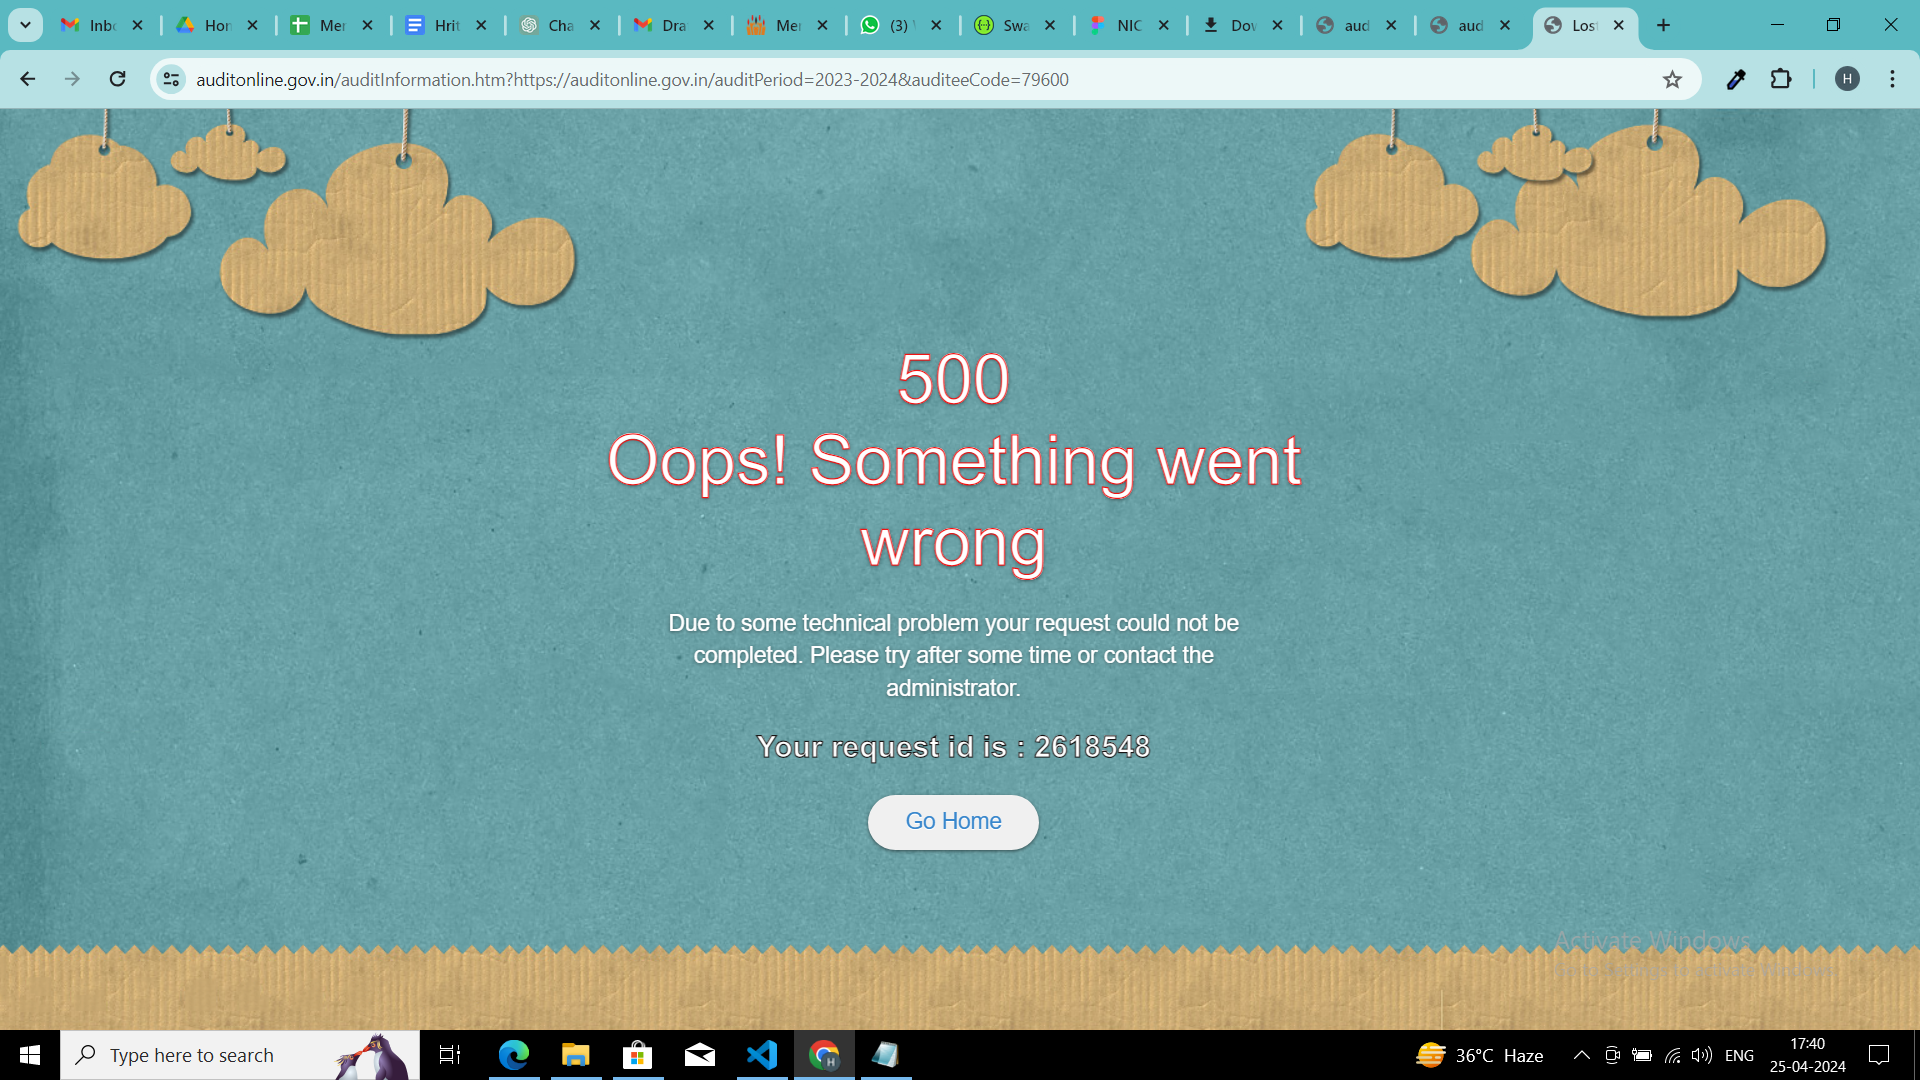 Inbo
Hon
Mer
Hrit
Cha
Dra
Mer
(3) W
Swa
NIC
Dov
aud
aud
Lost
auditonline.gov.in/auditInformation.htm?https://auditonline.gov.in/auditPeriod=2023-2024&auditeeCode=79600
H
500
Oops! Something went
wrong
Due to some technical problem your request could not be
completed. Please try after some time or contact the
administrator.
Your request id is : 2618548
Go Home
Activate Windows
Type here to search
36°C Haze
ENG
17:40
25-04-2024